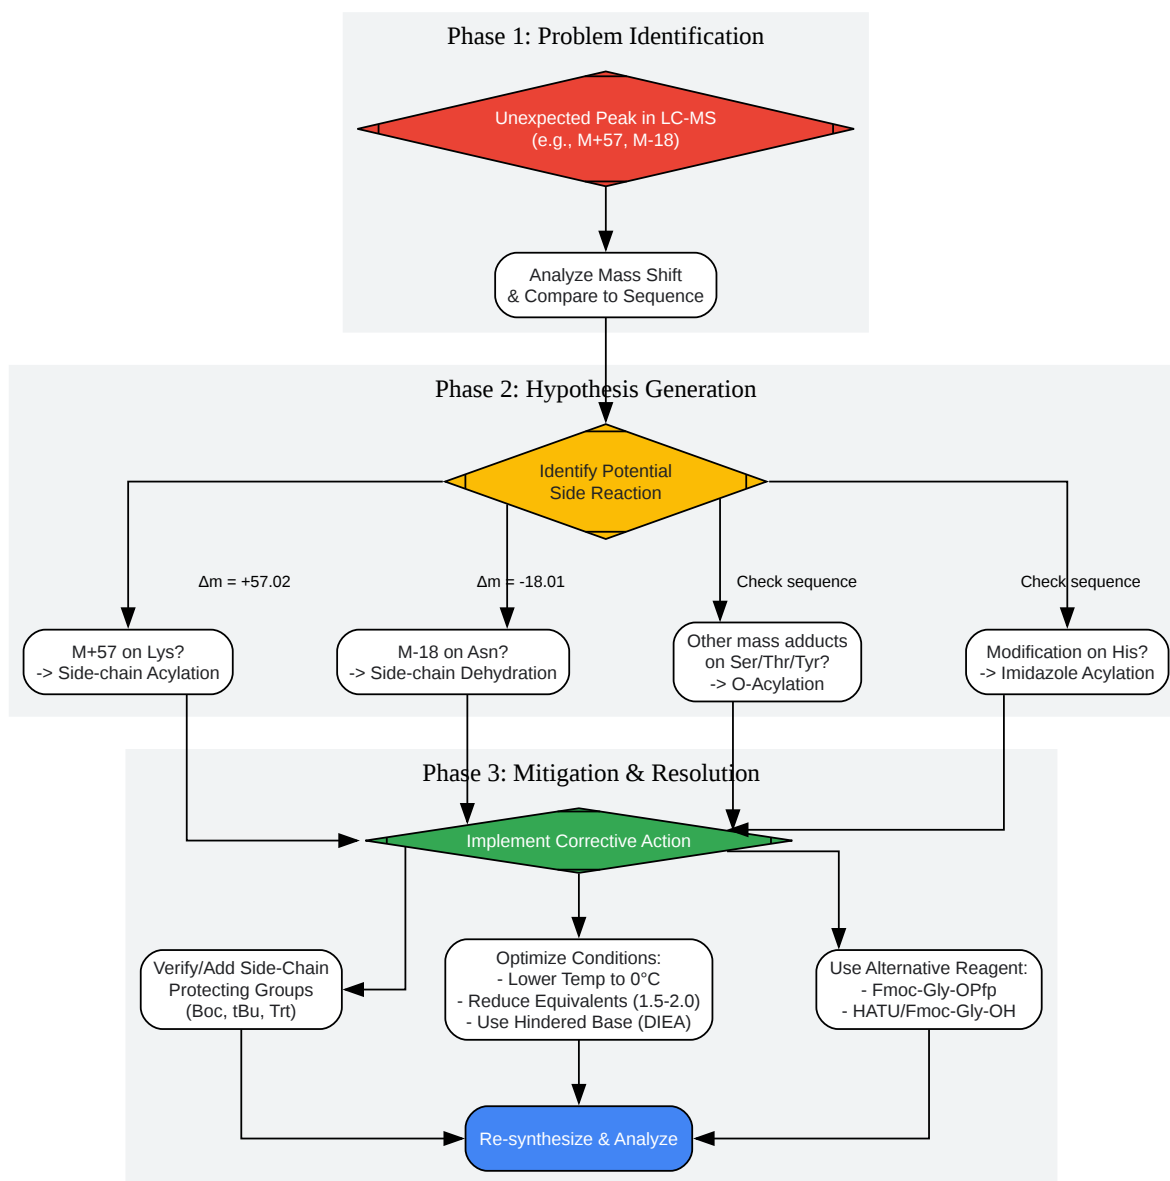 Phase 1: Problem Identification
Unexpected Peak in LC-MS
(e.g., M+57, M-18)
Analyze Mass Shift
& Compare to Sequence
Phase 2: Hypothesis Generation
Identify Potential
Side Reaction
Δm = +57.02
Δm = -18.01
Check sequence
Check sequence
M+57 on Lys?
-> Side-chain Acylation
M-18 on Asn?
-> Side-chain Dehydration
Other mass adducts
on Ser/Thr/Tyr?
-> O-Acylation
Modification on His?
-> Imidazole Acylation
Phase 3: Mitigation & Resolution
Implement Corrective Action
Verify/Add Side-Chain
Protecting Groups
(Boc, tBu, Trt)
Optimize Conditions:
- Lower Temp to 0°C
- Reduce Equivalents (1.5-2.0)
- Use Hindered Base (DIEA)
Use Alternative Reagent:
- Fmoc-Gly-OPfp
- HATU/Fmoc-Gly-OH
Re-synthesize & Analyze